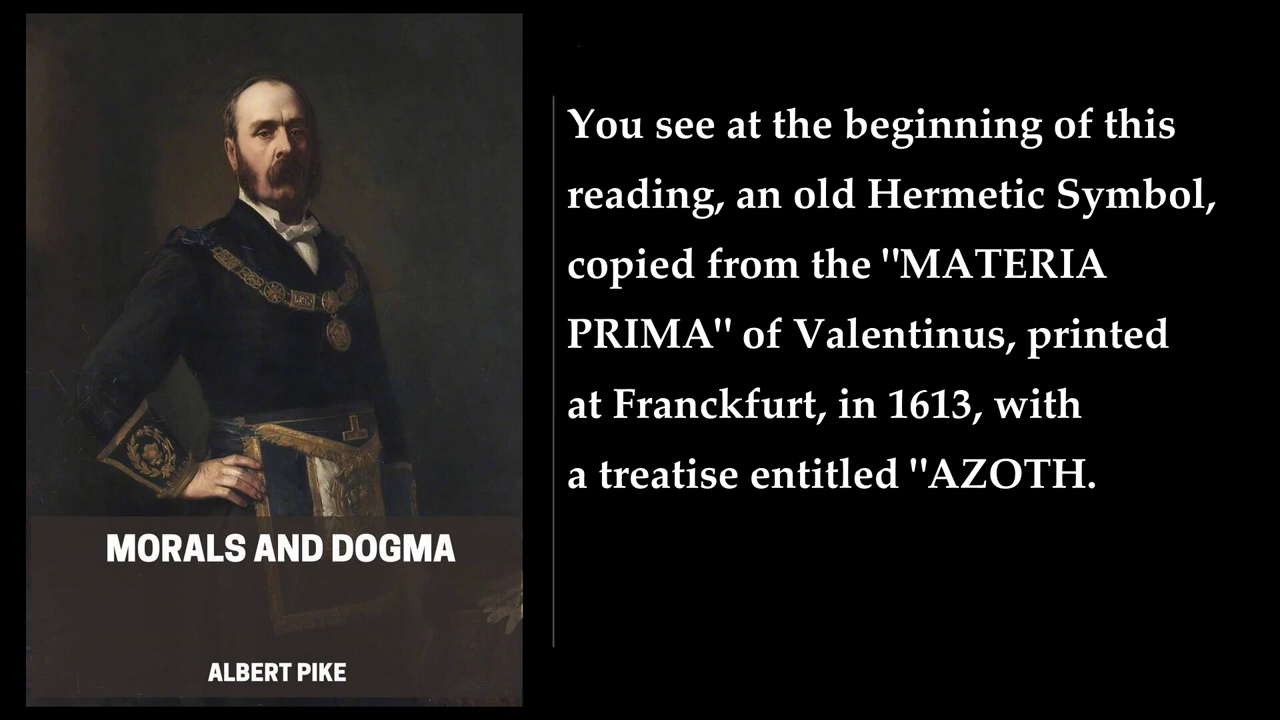 MORALS AND DOGMA
ALBERT PIKE
You see at the beginning of this
reading, an old Hermetic Symbol,
copied from the "MATERIA
PRIMA" of Valentinus, printed
at Franckfurt, in 1613, with
a treatise entitled "AZOTH.